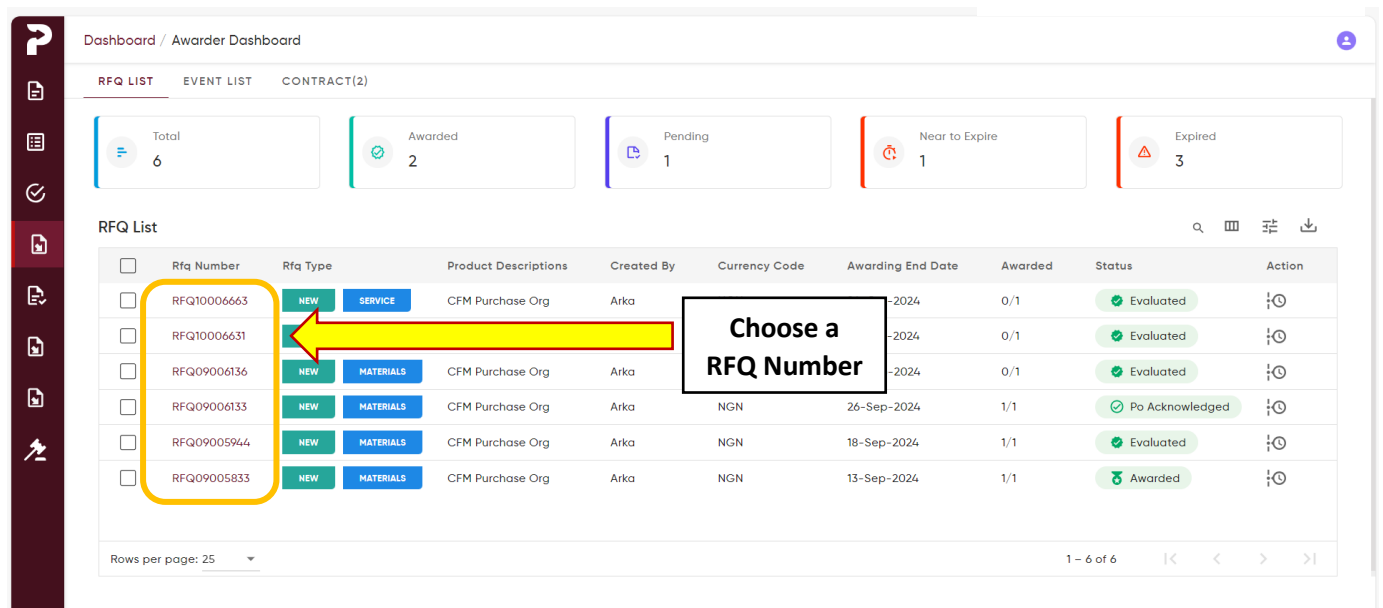 Dashboard / Awarder Dashboard
RFQ LIST EVENT LIST CONTRACT(2)
Total
6
Awarded
2
Pending
1
Near to Expire
1
Expired
3
RFQ List
Rfq Number Rfq Type Product Descriptions Created By Currency Code Awarding End Date Awarded Status Action
RFQ10006663 NEW SERVICE CFM Purchase Org Arka -2024 0/1 Evaluated
RFQ10006631 -2024 0/1 Evaluated
Choose a
RFQ Number
RFQ09006136 NEW MATERIALS CFM Purchase Org Arka -2024 0/1 Evaluated
RFQ09006133 NEW MATERIALS CFM Purchase Org Arka NGN 26-Sep-2024 1/1 Po Acknowledged
RFQ09005944 NEW MATERIALS CFM Purchase Org Arka NGN 18-Sep-2024 1/1 Evaluated
RFQ09005833 NEW MATERIALS CFM Purchase Org Arka NGN 13-Sep-2024 1/1 Awarded
Rows per page: 25 1 – 6 of 6